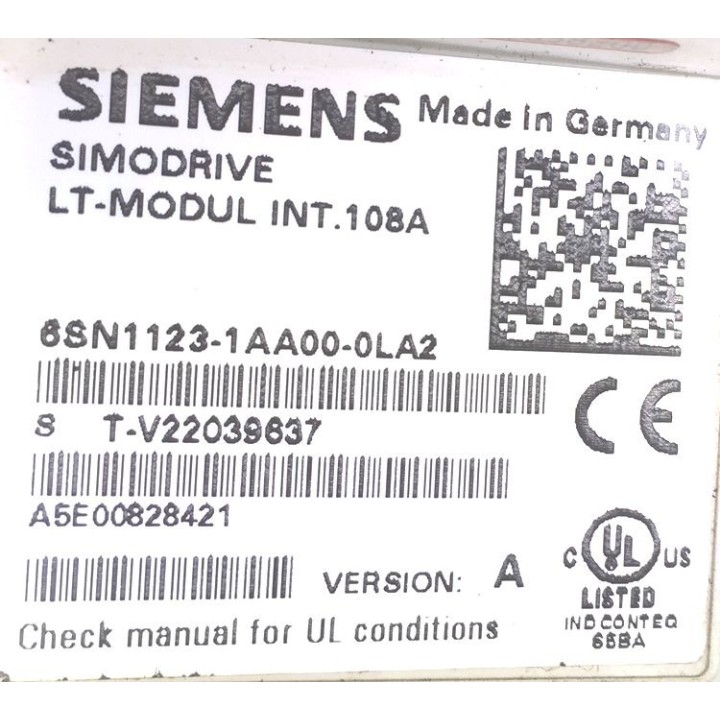 SIEMENS Made in Germany
SIMODRIVE
LT-MODUL INT.108A
6SN1123-1AA00-0LA2
S T-V22039637
A5E00828421
VERSION: A
C UL US
LISTED
IND CONT EQ
65BA
Check manual for UL conditions
CE